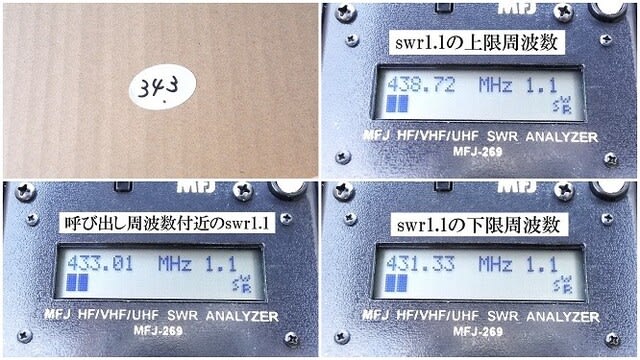 34.3
swr1.1の上限周波数
438.72 MHz 1.1
SWR
MFJ HF/VHF/UHF SWR ANALYZER
MFJ-269
MFJ
呼び出し周波数付近のswr1.1
433.01 MHz 1.1
SWR
MFJ HF/VHF/UHF SWR ANALYZER
MFJ-269
MFJ
swr1.1の下限周波数
431.33 MHz 1.1
SWR
MFJ HF/VHF/UHF SWR ANALYZER
MFJ-269